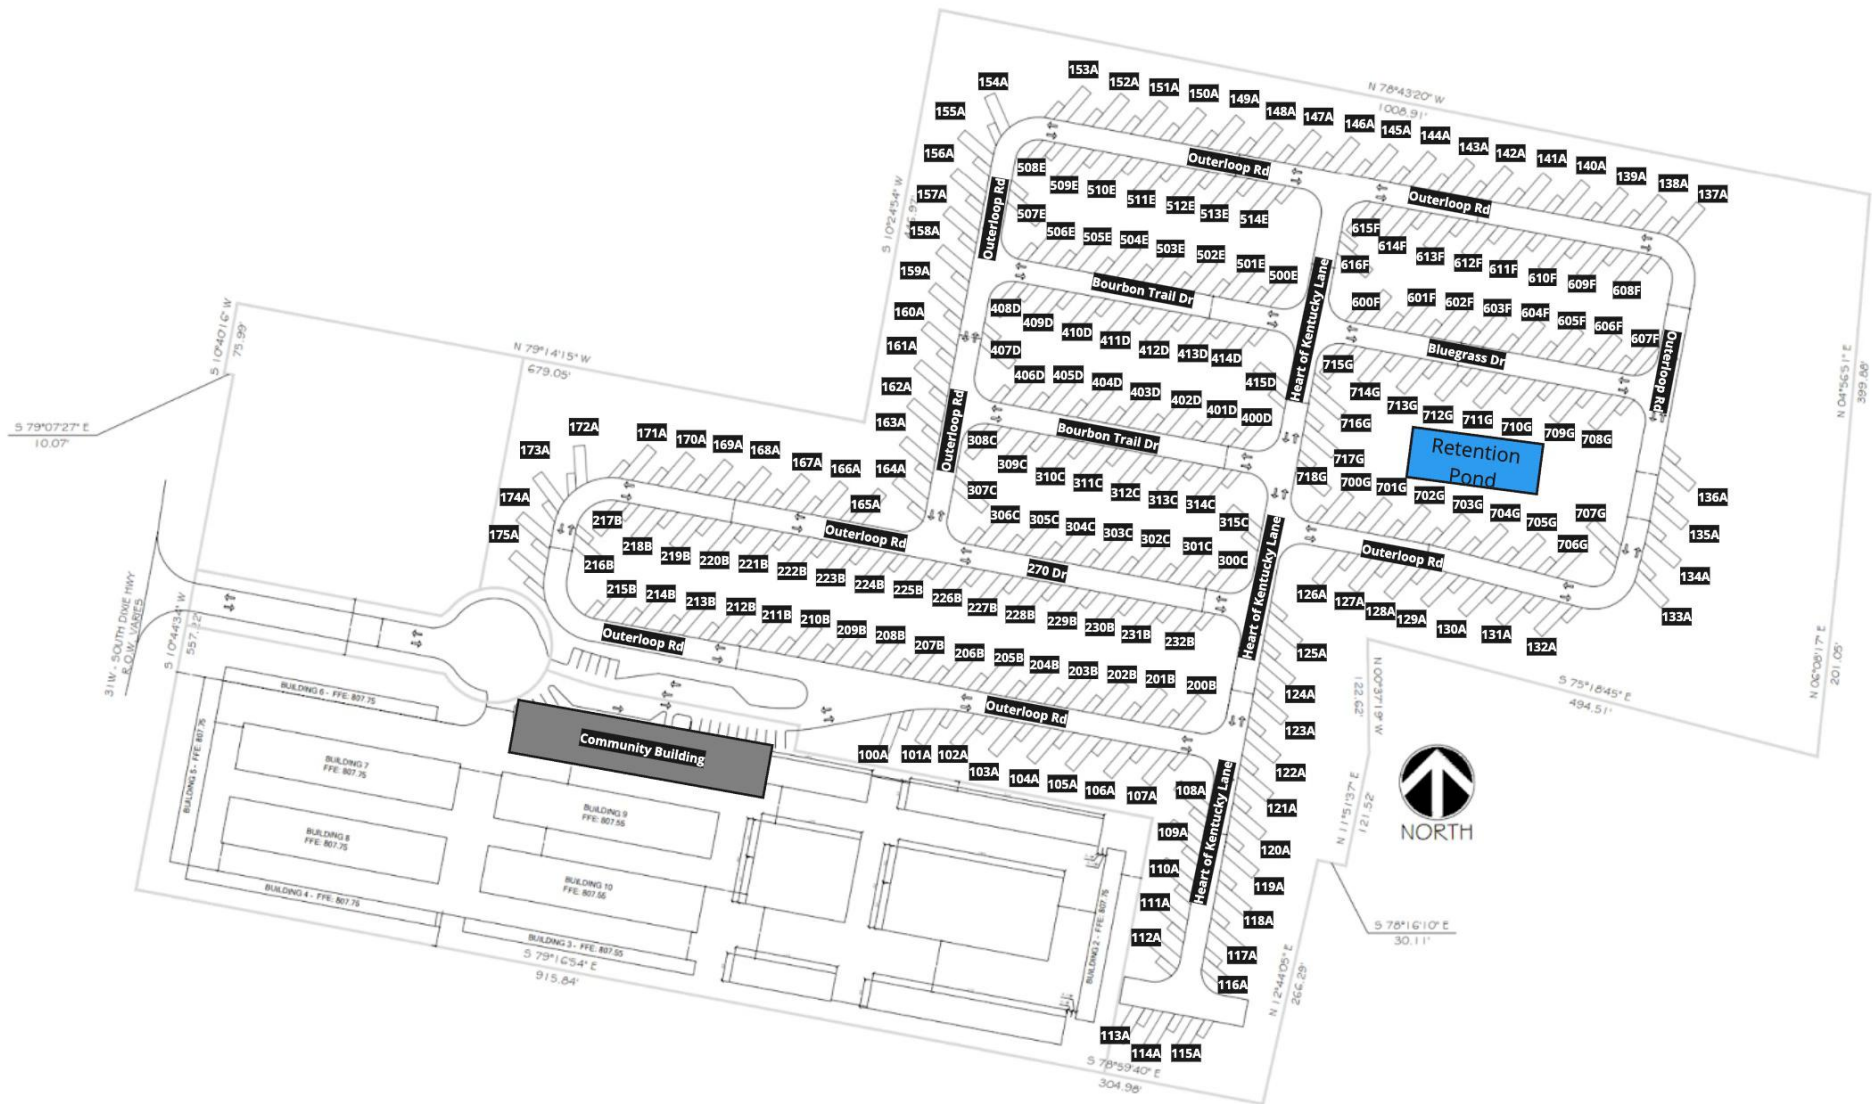 153A
152A
151A
150A
149A
148A
147A
146A
145A
144A
143A
142A
141A
140A
139A
138A
137A
154A
155A
156A
157A
158A
159A
160A
161A
162A
163A
164A
165A
166A
167A
168A
169A
170A
171A
172A
173A
174A
175A
N 78°43'20" W
1008.91'
S 10°24'54" W
Outerloop Rd
Outerloop Rd
Outerloop Rd
508E
509E
510E
511E
512E
513E
514E
507E
506E
505E
504E
503E
502E
501E
500E
Bourbon Trail Dr
Heart of Kentucky Lane
615F
614F
613F
612F
611F
610F
609F
608F
616F
600F
601F
602F
603F
604F
605F
606F
607F
Bluegrass Dr
Outerloop Rd
N 04°56'51" E
399.88'
408D
409D
410D
411D
412D
413D
414D
415D
407D
406D
405D
404D
403D
402D
401D
400D
Bourbon Trail Dr
Outerloop Rd
715G
714G
713G
712G
711G
710G
709G
708G
716G
717G
718G
700G
701G
702G
703G
704G
705G
706G
707G
Retention
Pond
308C
309C
310C
311C
312C
313C
314C
315C
307C
306C
305C
304C
303C
302C
301C
300C
270 Dr
Heart of Kentucky Lane
Outerloop Rd
136A
135A
134A
133A
126A
127A
128A
129A
130A
131A
132A
S 10°40'16" W
75.99'
N 79°14'15" W
679.05'
S 79°07'27" E
10.07'
Outerloop Rd
217B
218B
219B
220B
221B
222B
223B
224B
225B
226B
227B
228B
229B
230B
231B
232B
216B
215B
214B
213B
212B
211B
210B
209B
208B
207B
206B
205B
204B
203B
202B
201B
200B
Outerloop Rd
Outerloop Rd
31W - SOUTH DIXIE HWY
R.O.W. VARIES
S 10°44'34" W
125A
124A
123A
122A
121A
120A
119A
118A
117A
116A
N 00°37'19" W
122.62'
S 75°18'45" E
494.51'
N 06°08'17" E
201.05'
N 11°51'37" E
121.52'
NORTH
S 78°16'10" E
30.11'
N 12°44'05" E
266.29'
100A
101A
102A
103A
104A
105A
106A
107A
108A
109A
110A
111A
112A
113A
114A
115A
Heart of Kentucky Lane
Community Building
BUILDING 6 - FFE: 807.75
BUILDING 5 - FFE: 807.75
BUILDING 7
FFE: 807.75
BUILDING 8
FFE: 807.75
BUILDING 9
FFE: 807.55
BUILDING 10
FFE: 807.55
BUILDING 4 - FFE: 807.75
BUILDING 3 - FFE: 807.55
BUILDING 2 - FFE: 807.75
S 79°16'54" E
915.84'
S 78°59'40" E
304.98'